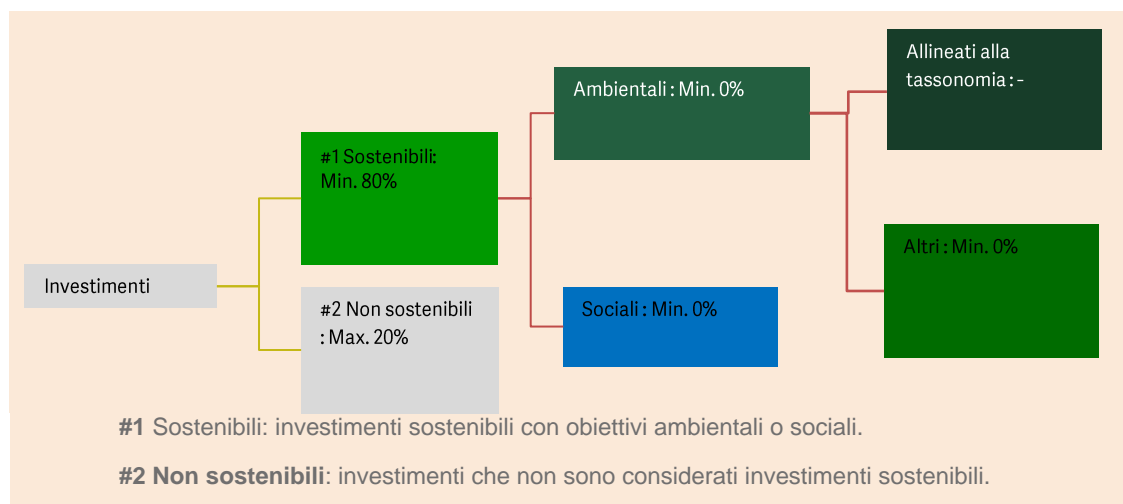 Investimenti
#1 Sostenibili:
Min. 80%
#2 Non sostenibili
: Max. 20%
Ambientali : Min. 0%
Sociali : Min. 0%
Allineati alla
tassonomia : -
Altri : Min. 0%
#1 Sostenibili: investimenti sostenibili con obiettivi ambientali o sociali.
#2 Non sostenibili: investimenti che non sono considerati investimenti sostenibili.